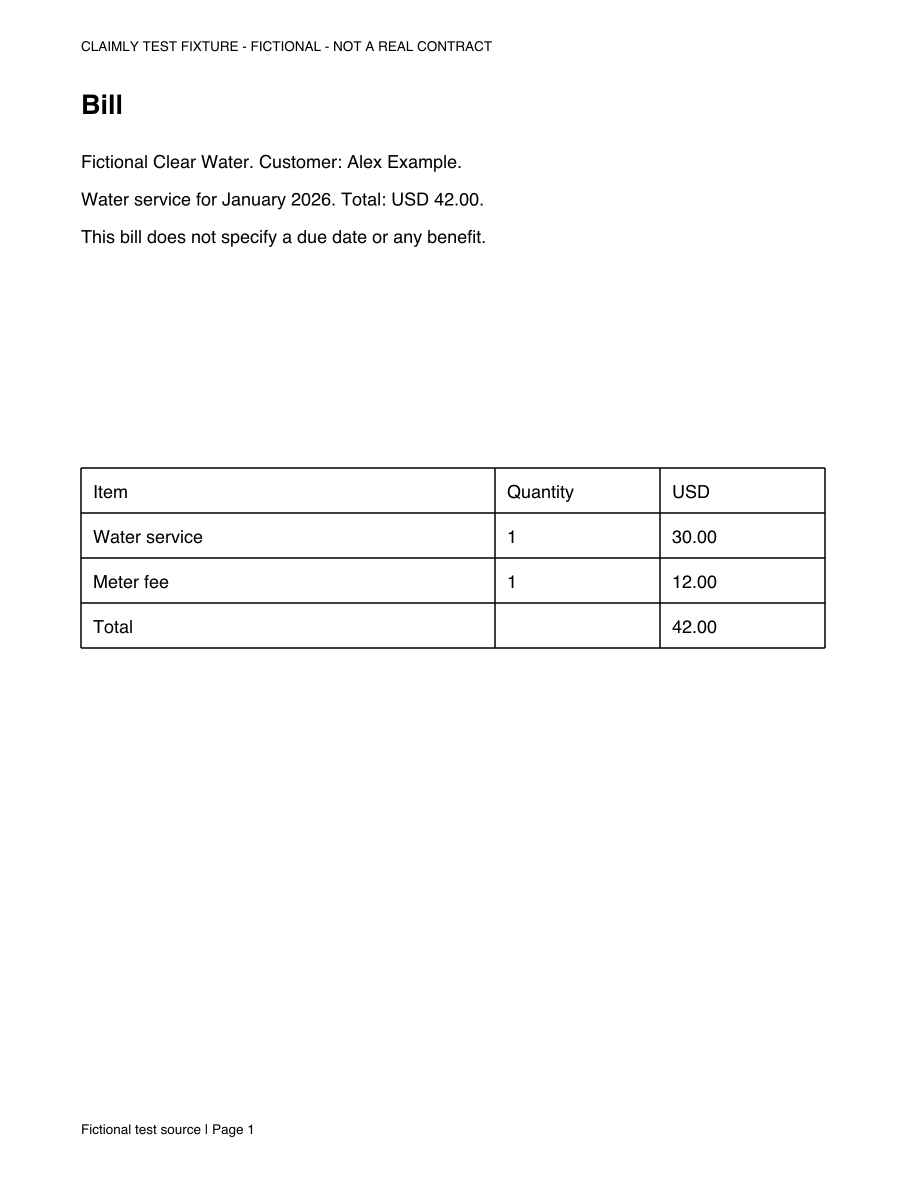 CLAIMLY TEST FIXTURE - FICTIONAL - NOT A REAL CONTRACT
Bill
Fictional Clear Water. Customer: Alex Example.
Water service for January 2026. Total: USD 42.00.
This bill does not specify a due date or any benefit.
Item Quantity USD
Water service 1 30.00
Meter fee 1 12.00
Total 42.00
Fictional test source | Page 1